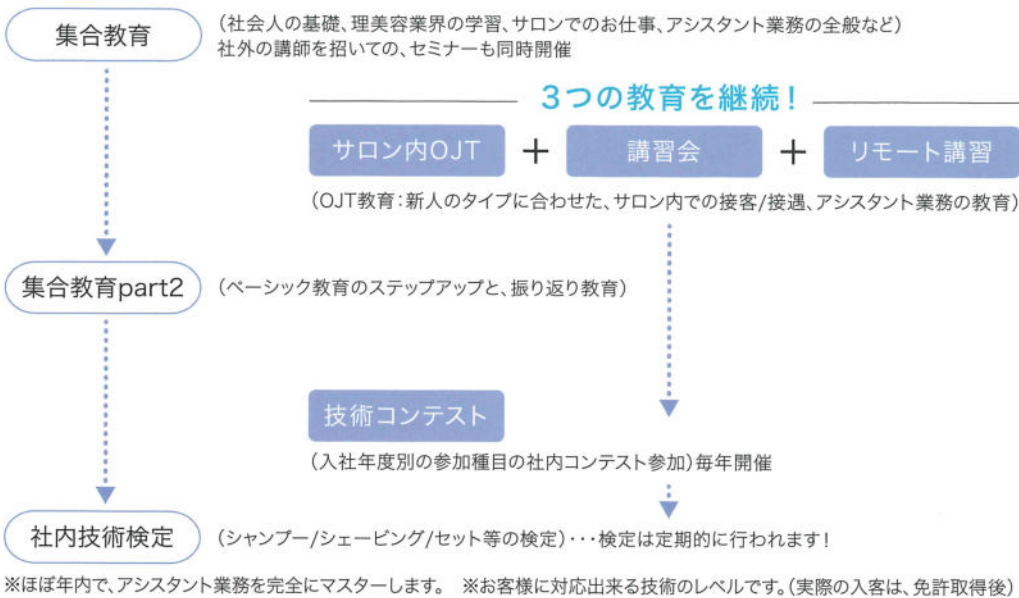 集合教育
(社会人の基礎、理美容業界の学習、サロンでのお仕事、アシスタント業務の全般など)
社外の講師を招いての、セミナーも同時開催
3つの教育を継続!
サロン内OJT + 講習会 + リモート講習
(OJT教育:新人のタイプに合わせた、サロン内での接客/接遇、アシスタント業務の教育)
集合教育part2
(ベーシック教育のステップアップと、振り返り教育)
技術コンテスト
(入社年度別の参加種目の社内コンテスト参加)毎年開催
社内技術検定
(シャンプー/シェービング/セット等の検定)・・・検定は定期的に行われます!
※ほぼ年内で、アシスタント業務を完全にマスターします。 ※お客様に対応出来る技術のレベルです。(実際の入客は、免許取得後)